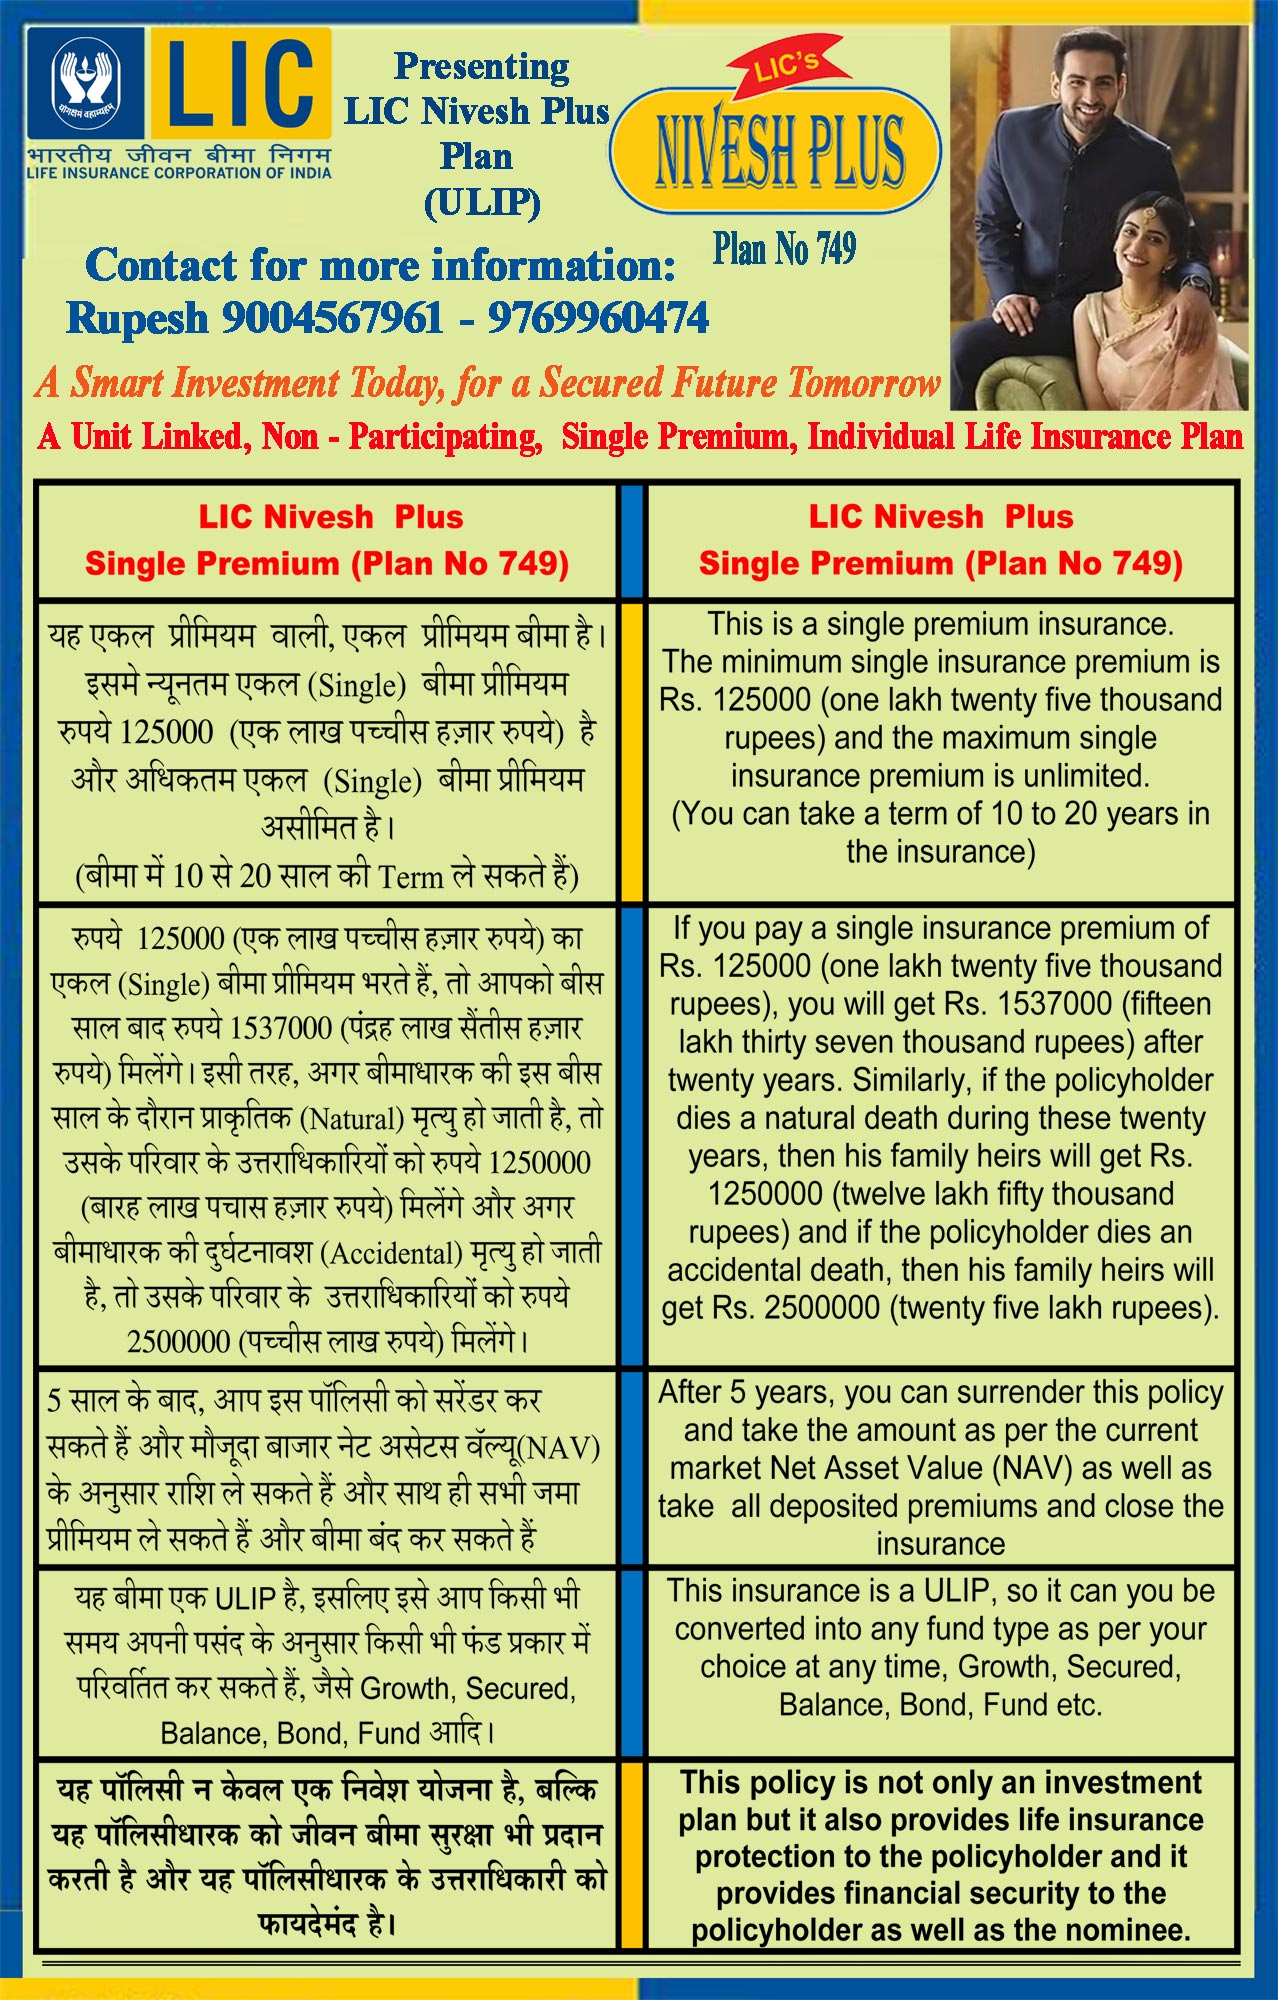 LIC
योगक्षेमं वहाम्यहम्
भारतीय जीवन बीमा निगम
LIFE INSURANCE CORPORATION OF INDIA
Presenting
LIC Nivesh Plus
Plan
(ULIP)
LIC's
NIVESH PLUS
Plan No 749
Contact for more information:
Rupesh 9004567961 - 9769960474
A Smart Investment Today, for a Secured Future Tomorrow
A Unit Linked, Non - Participating, Single Premium, Individual Life Insurance Plan
LIC Nivesh Plus
Single Premium (Plan No 749)
LIC Nivesh Plus
Single Premium (Plan No 749)
यह एकल प्रीमियम वाली, एकल प्रीमियम बीमा है।
इसमे न्यूनतम एकल (Single) बीमा प्रीमियम
रुपये 125000 (एक लाख पच्चीस हज़ार रुपये) है
और अधिकतम एकल (Single) बीमा प्रीमियम
असीमित है।
(बीमा में 10 से 20 साल की Term ले सकते हैं)
This is a single premium insurance.
The minimum single insurance premium is
Rs. 125000 (one lakh twenty five thousand
rupees) and the maximum single
insurance premium is unlimited.
(You can take a term of 10 to 20 years in
the insurance)
रुपये 125000 (एक लाख पच्चीस हज़ार रुपये) का
एकल (Single) बीमा प्रीमियम भरते हैं, तो आपको बीस
साल बाद रुपये 1537000 (पंद्रह लाख सैंतीस हज़ार
रुपये) मिलेंगे। इसी तरह, अगर बीमाधारक की इस बीस
साल के दौरान प्राकृतिक (Natural) मृत्यु हो जाती है, तो
उसके परिवार के उत्तराधिकारियों को रुपये 1250000
(बारह लाख पचास हज़ार रुपये) मिलेंगे और अगर
बीमाधारक की दुर्घटनावश (Accidental) मृत्यु हो जाती
है, तो उसके परिवार के उत्तराधिकारियों को रुपये
2500000 (पच्चीस लाख रुपये) मिलेंगे।
If you pay a single insurance premium of
Rs. 125000 (one lakh twenty five thousand
rupees), you will get Rs. 1537000 (fifteen
lakh thirty seven thousand rupees) after
twenty years. Similarly, if the policyholder
dies a natural death during these twenty
years, then his family heirs will get Rs.
1250000 (twelve lakh fifty thousand
rupees) and if the policyholder dies an
accidental death, then his family heirs will
get Rs. 2500000 (twenty five lakh rupees).
5 साल के बाद, आप इस पॉलिसी को सरेंडर कर
सकते हैं और मौजूदा बाजार नेट असेटस वॅल्यू(NAV)
के अनुसार राशि ले सकते हैं और साथ ही सभी जमा
प्रीमियम ले सकते हैं और बीमा बंद कर सकते हैं
After 5 years, you can surrender this policy
and take the amount as per the current
market Net Asset Value (NAV) as well as
take all deposited premiums and close the
insurance
यह बीमा एक ULIP है, इसलिए इसे आप किसी भी
समय अपनी पसंद के अनुसार किसी भी फंड प्रकार में
परिवर्तित कर सकते हैं, जैसे Growth, Secured,
Balance, Bond, Fund आदि।
This insurance is a ULIP, so it can you be
converted into any fund type as per your
choice at any time, Growth, Secured,
Balance, Bond, Fund etc.
यह पॉलिसी न केवल एक निवेश योजना है, बल्कि
यह पॉलिसीधारक को जीवन बीमा सुरक्षा भी प्रदान
करती है और यह पॉलिसीधारक के उत्तराधिकारी को
फायदेमंद है।
This policy is not only an investment
plan but it also provides life insurance
protection to the policyholder and it
provides financial security to the
policyholder as well as the nominee.